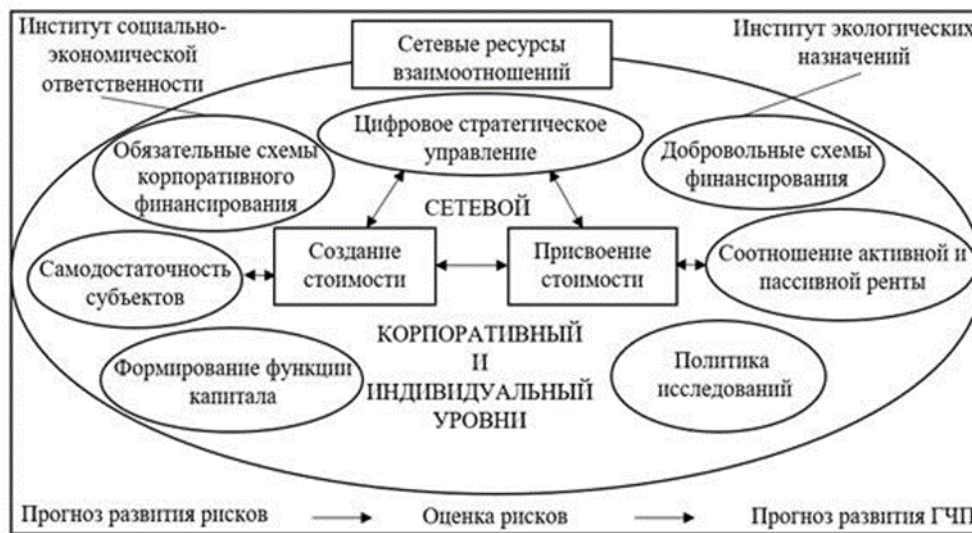 Институт социально-
экономической
ответственности
Сетевые ресурсы
взаимоотношений
Институт экологических
назначений
Цифровое стратегическое
управление
Обязательные схемы
корпоративного
финансирования
Добровольные схемы
финансирования
СЕТЕВОЙ
Создание
стоимости
Присвоение
стоимости
Самодостаточность
субъектов
Соотношение активной и
пассивной ренты
КОРПОРАТИВНЫЙ
И
ИНДИВИДУАЛЬНЫЙ
УРОВНИ
Формирование функции
капитала
Политика
исследований
Прогноз развития рисков
Оценка рисков
Прогноз развития ГЧП